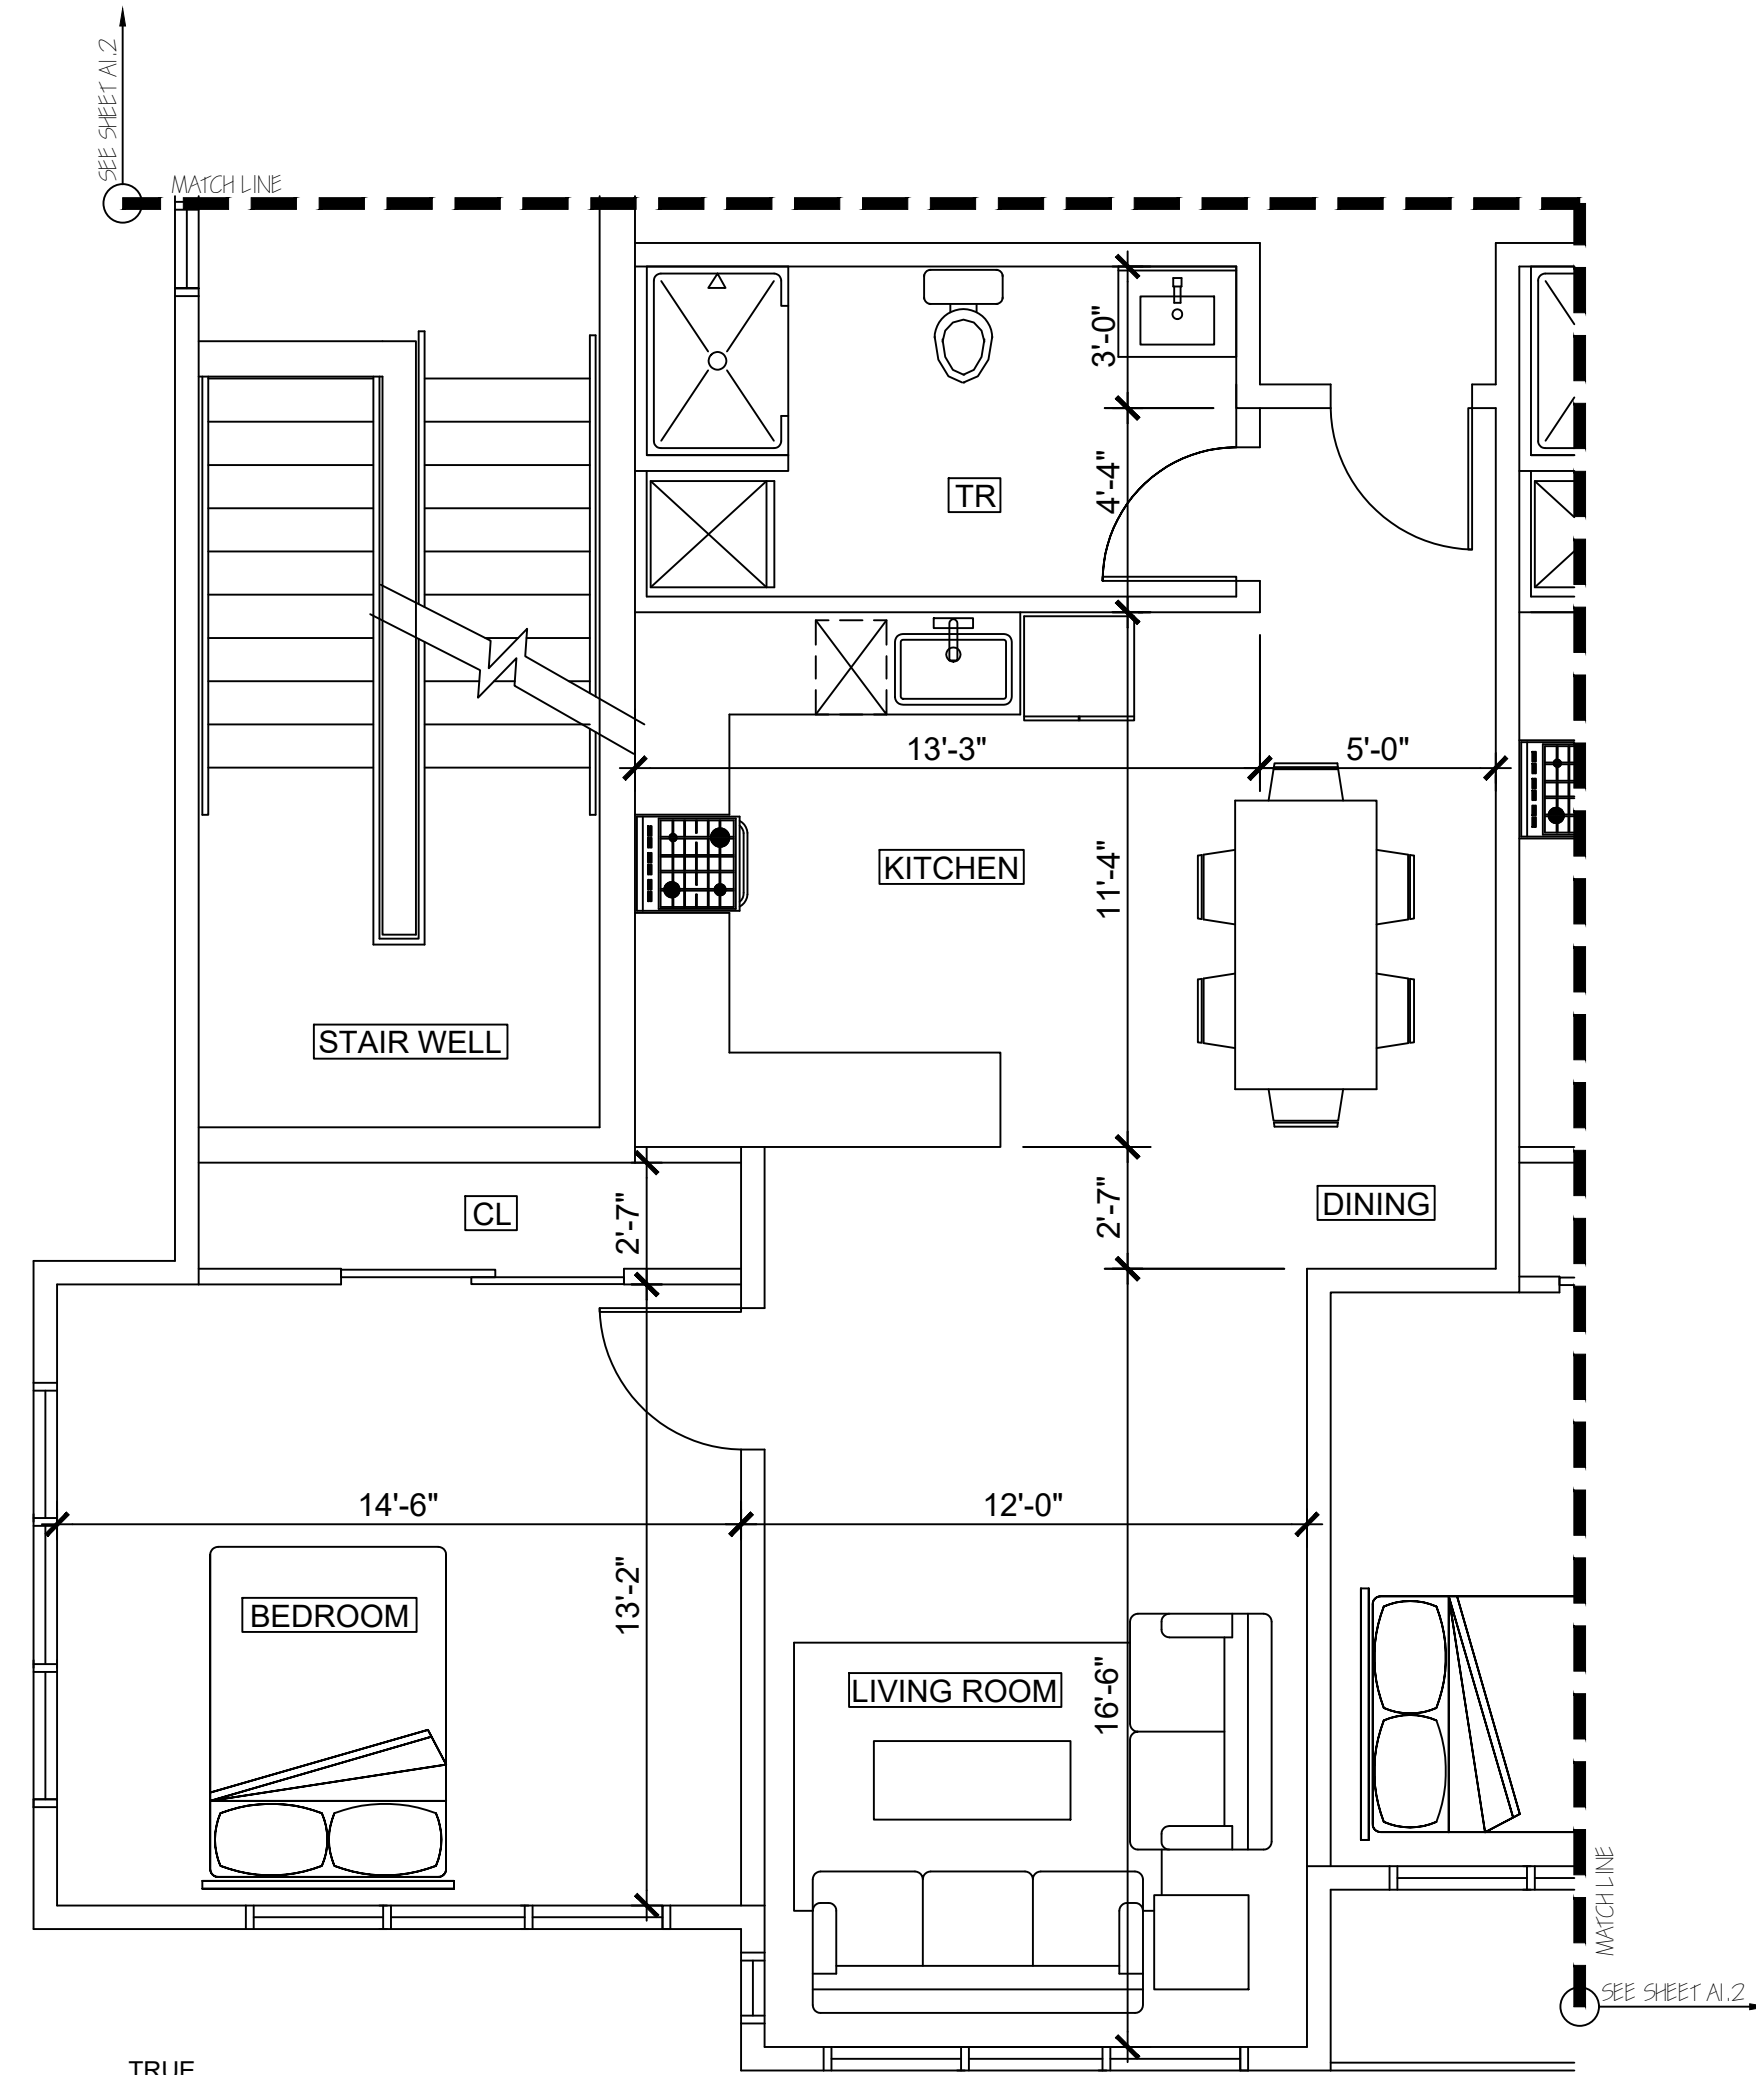 SEE SHEET A1.2
MATCH LINE
3'-0"
4'-4"
TR
13'-3"
5'-0"
KITCHEN
11'-4"
STAIR WELL
CL
2'-7"
2'-7"
DINING
14'-6"
12'-0"
BEDROOM
13'-2"
LIVING ROOM
16'-6"
MATCH LINE
SEE SHEET A1.2
TRUE